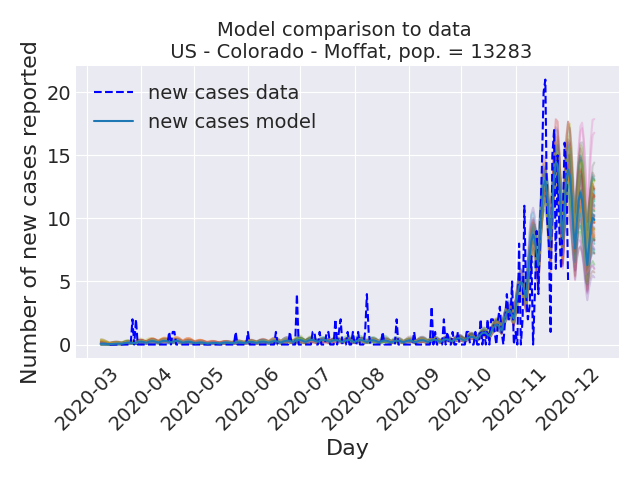 Model comparison to data
US - Colorado - Moffat, pop. = 13283
Number of new cases reported
20
15
10
5
0
new cases data
new cases model
2020-03
2020-04
2020-05
2020-06
2020-07
2020-08
2020-09
2020-10
2020-11
2020-12
Day